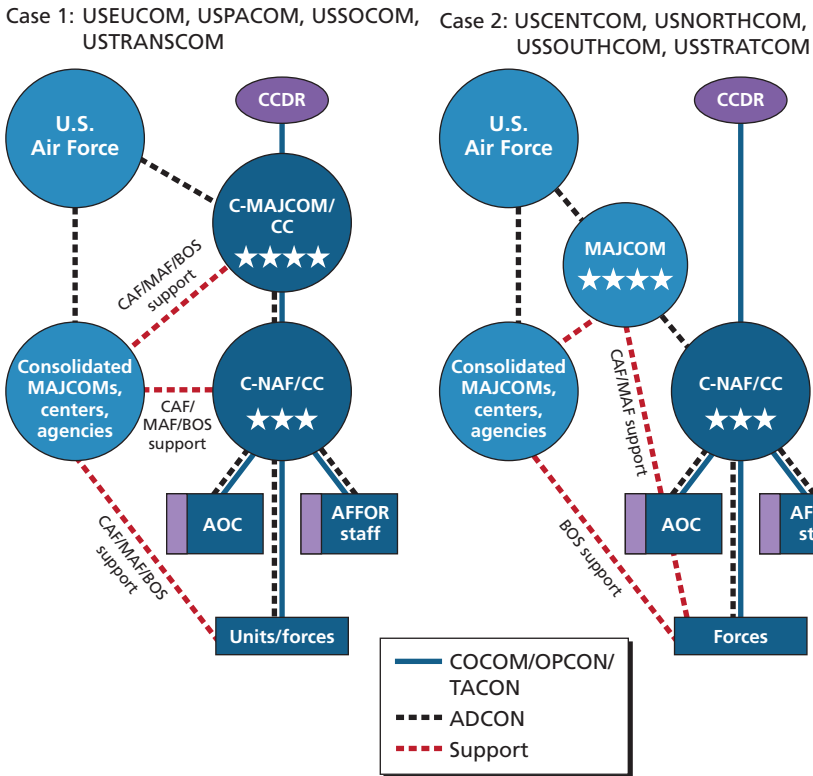 Case 1: USEUCOM, USPACOM, USSOCOM,
USTRANSCOM
U.S.
Air Force
CCDR
C-MAJCOM/
CC
CAF/MAF/BOS
support
Consolidated
MAJCOMs,
centers,
agencies
CAF/
MAF/BOS
support
C-NAF/CC
CAF/MAF/BOS
support
AOC
AFFOR
staff
Units/forces
Case 2: USCENTCOM, USNORTHCOM,
USSOUTHCOM, USSTRATCOM
U.S.
Air Force
CCDR
MAJCOM
Consolidated
MAJCOMs,
centers,
agencies
CAF/MAF support
C-NAF/CC
BOS support
AOC
Forces
COCOM/OPCON/
TACON
ADCON
Support